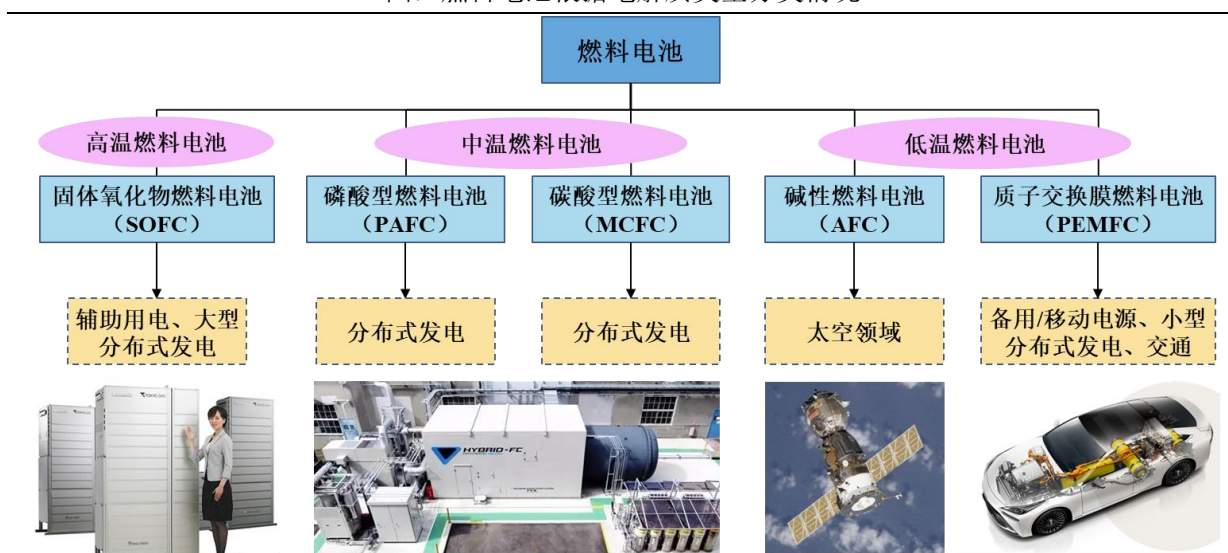 燃料电池
高温燃料电池
中温燃料电池
低温燃料电池
固体氧化物燃料电池
（SOFC）
磷酸型燃料电池
（PAFC）
碳酸型燃料电池
（MCFC）
碱性燃料电池
（AFC）
质子交换膜燃料电池
（PEMFC）
辅助用电、大型
分布式发电
分布式发电
分布式发电
太空领域
备用/移动电源、小型
分布式发电、交通
TOKYO GAS
HYBRID-FC